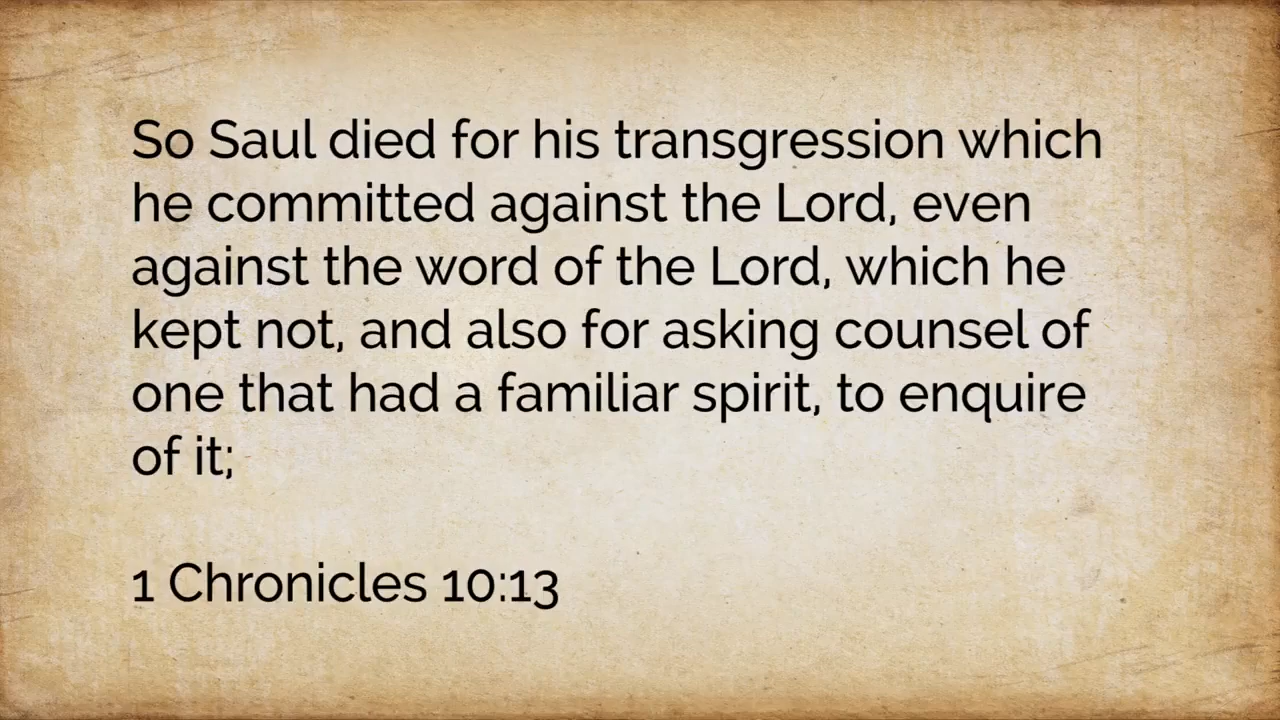 So Saul died for his transgression which
he committed against the Lord, even
against the word of the Lord, which he
kept not, and also for asking counsel of
one that had a familiar spirit, to enquire
of it;
1 Chronicles 10:13